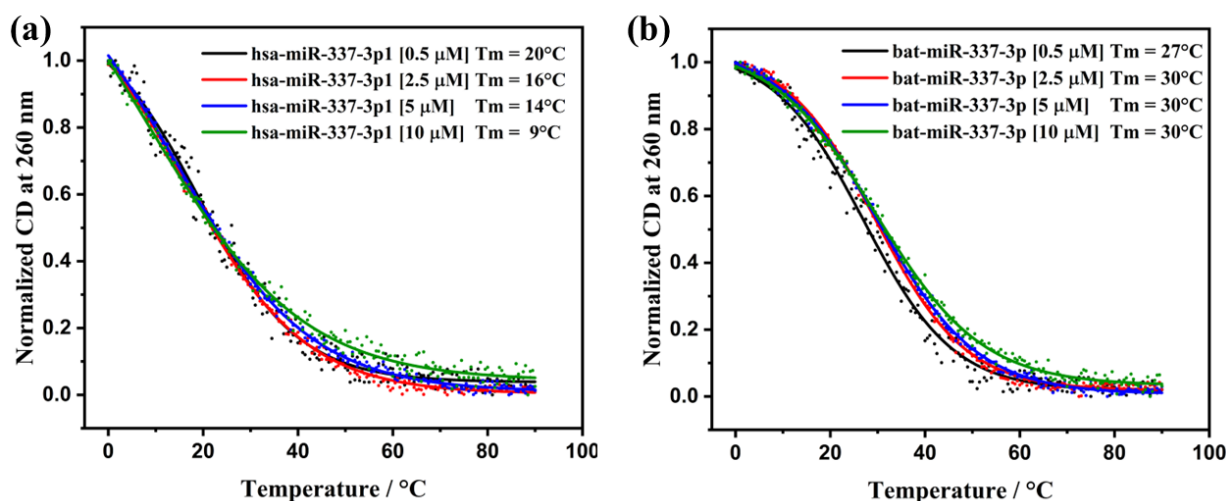 (a)
hsa-miR-337-3p1 [0.5 μM] Tm = 20°C
hsa-miR-337-3p1 [2.5 μM] Tm = 16°C
hsa-miR-337-3p1 [5 μM] Tm = 14°C
hsa-miR-337-3p1 [10 μM] Tm = 9°C
Normalized CD at 260 nm
1.0
0.8
0.6
0.4
0.2
0.0
0
20
40
60
80
100
Temperature / °C
(b)
bat-miR-337-3p [0.5 μM] Tm = 27°C
bat-miR-337-3p [2.5 μM] Tm = 30°C
bat-miR-337-3p [5 μM] Tm = 30°C
bat-miR-337-3p [10 μM] Tm = 30°C
Normalized CD at 260 nm
1.0
0.8
0.6
0.4
0.2
0.0
0
20
40
60
80
100
Temperature / °C